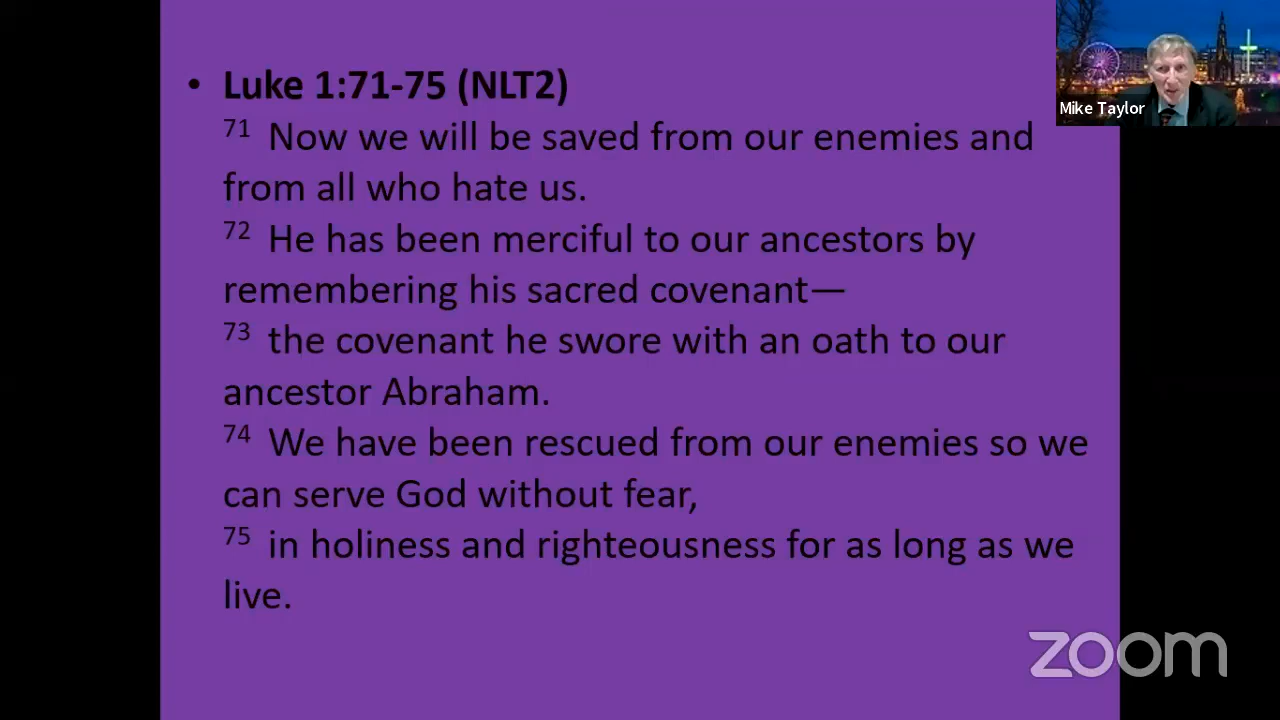 • Luke 1:71-75 (NLT2)
71 Now we will be saved from our enemies and
from all who hate us.
72 He has been merciful to our ancestors by
remembering his sacred covenant—
73 the covenant he swore with an oath to our
ancestor Abraham.
74 We have been rescued from our enemies so we
can serve God without fear,
75 in holiness and righteousness for as long as we
live.
Mike Taylor
zoom